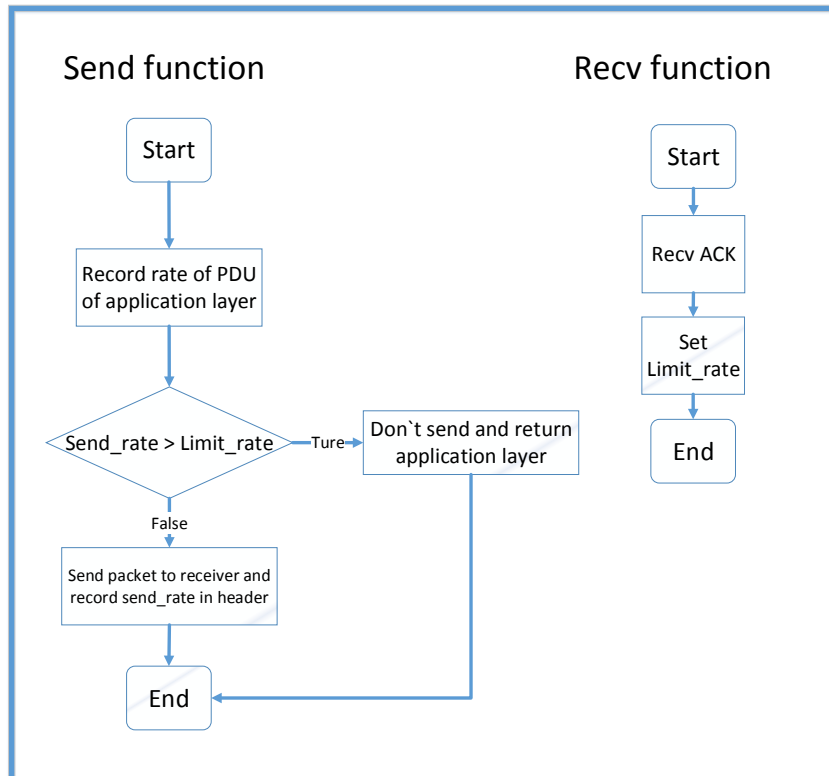 Send function
Start
Record rate of PDU
of application layer
Send_rate > Limit_rate
Ture
Don`t send and return
application layer
False
Send packet to receiver and
record send_rate in header
End
Recv function
Start
Recv ACK
Set
Limit_rate
End